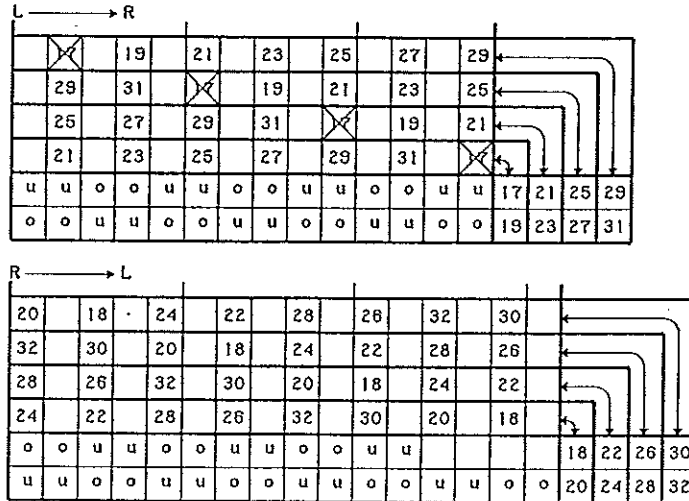 L R
17 19 21 23 25 27 29
29 31 17 19 21 23 25
25 27 29 31 17 19 21
21 23 25 27 29 31 17
u u o o u u o o u u o o u u 17 21 25 29
o o u u o o u u o o u u o o 19 23 27 31
R L
20 18 24 22 28 26 32 30
32 30 20 18 24 22 28 26
28 26 32 30 20 18 24 22
24 22 28 26 32 30 20 18
o o u u o o u u o o u u 18 22 26 30
u u o o u u o o u u o o u u o o 20 24 28 32